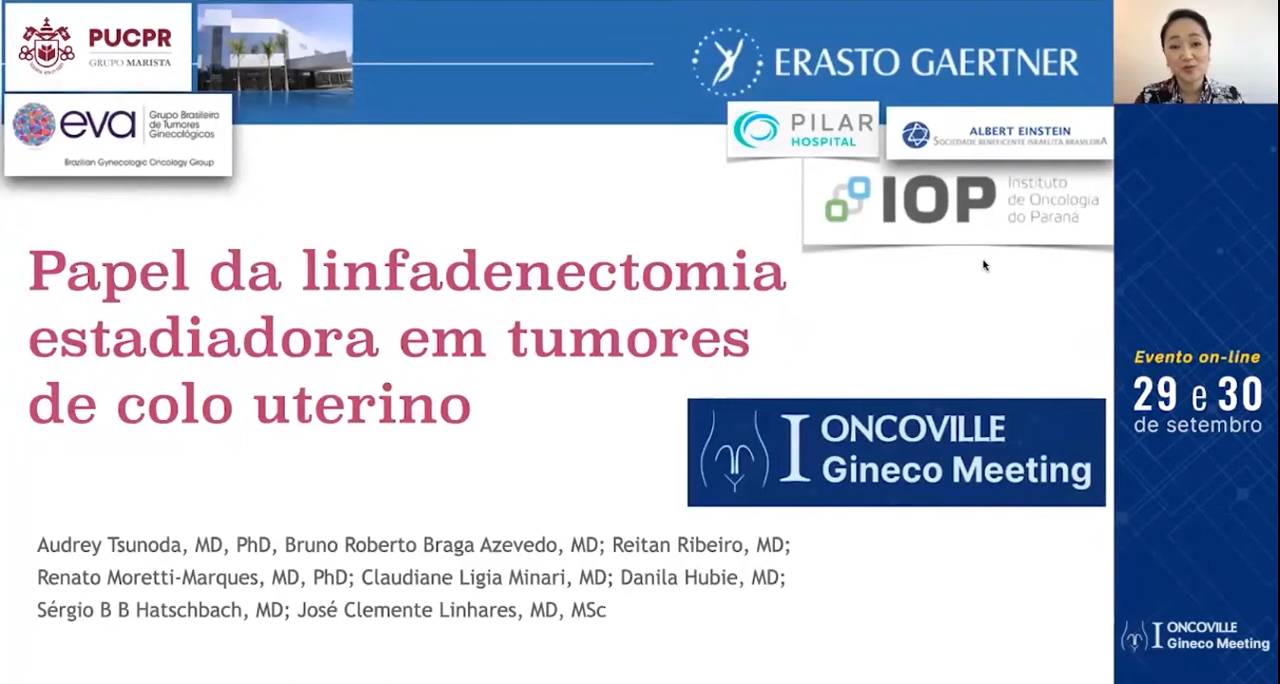 PUCPR
GRUPO MARISTA
ERASTO GAERTNER
eva
Grupo Brasileiro
de Tumores
Ginecológicos
Brazilian Gynecologic Oncology Group
PILAR
HOSPITAL
ALBERT EINSTEIN
SOCIEDADE BENEFICENTE ISRAELITA BRASILEIRA
IOP
Instituto
de Oncologia
do Paraná
Papel da linfadenectomia
estadiadora em tumores
de colo uterino
I ONCOVILLE
Gineco Meeting
Audrey Tsunoda, MD, PhD, Bruno Roberto Braga Azevedo, MD; Reitan Ribeiro, MD;
Renato Moretti-Marques, MD, PhD; Claudiane Ligia Minari, MD; Danila Hubie, MD;
Sérgio B B Hatschbach, MD; José Clemente Linhares, MD, MSc
Evento on-line
29 e 30
de setembro
I ONCOVILLE
Gineco Meeting